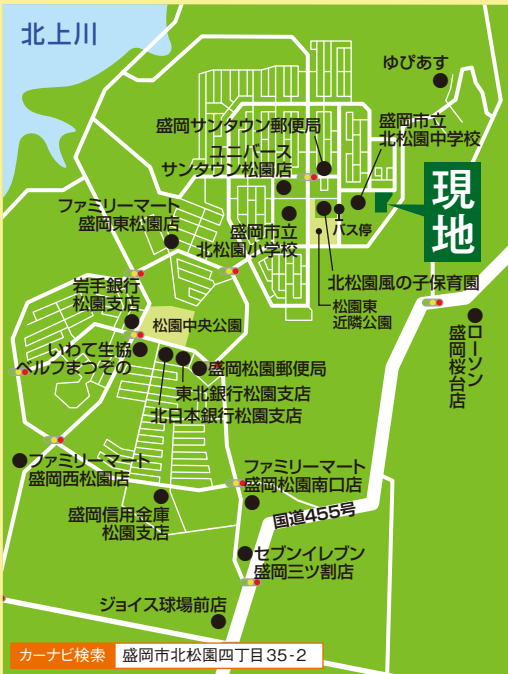 北上川
ゆぴあす
盛岡サンタウン郵便局
盛岡市立
北松園中学校
ユニバース
サンタウン松園店
現地
ファミリーマート
盛岡東松園店
盛岡市立
北松園小学校
バス停
北松園風の子保育園
岩手銀行
松園支店
松園東
近隣公園
松園中央公園
ローソン
盛岡桜台店
いわて生協
ベルフまつぞの
盛岡松園郵便局
東北銀行松園支店
北日本銀行松園支店
ファミリーマート
盛岡西松園店
ファミリーマート
盛岡松園南口店
盛岡信用金庫
松園支店
国道455号
セブンイレブン
盛岡三ツ割店
ジョイス球場前店
カーナビ検索 盛岡市北松園四丁目35-2